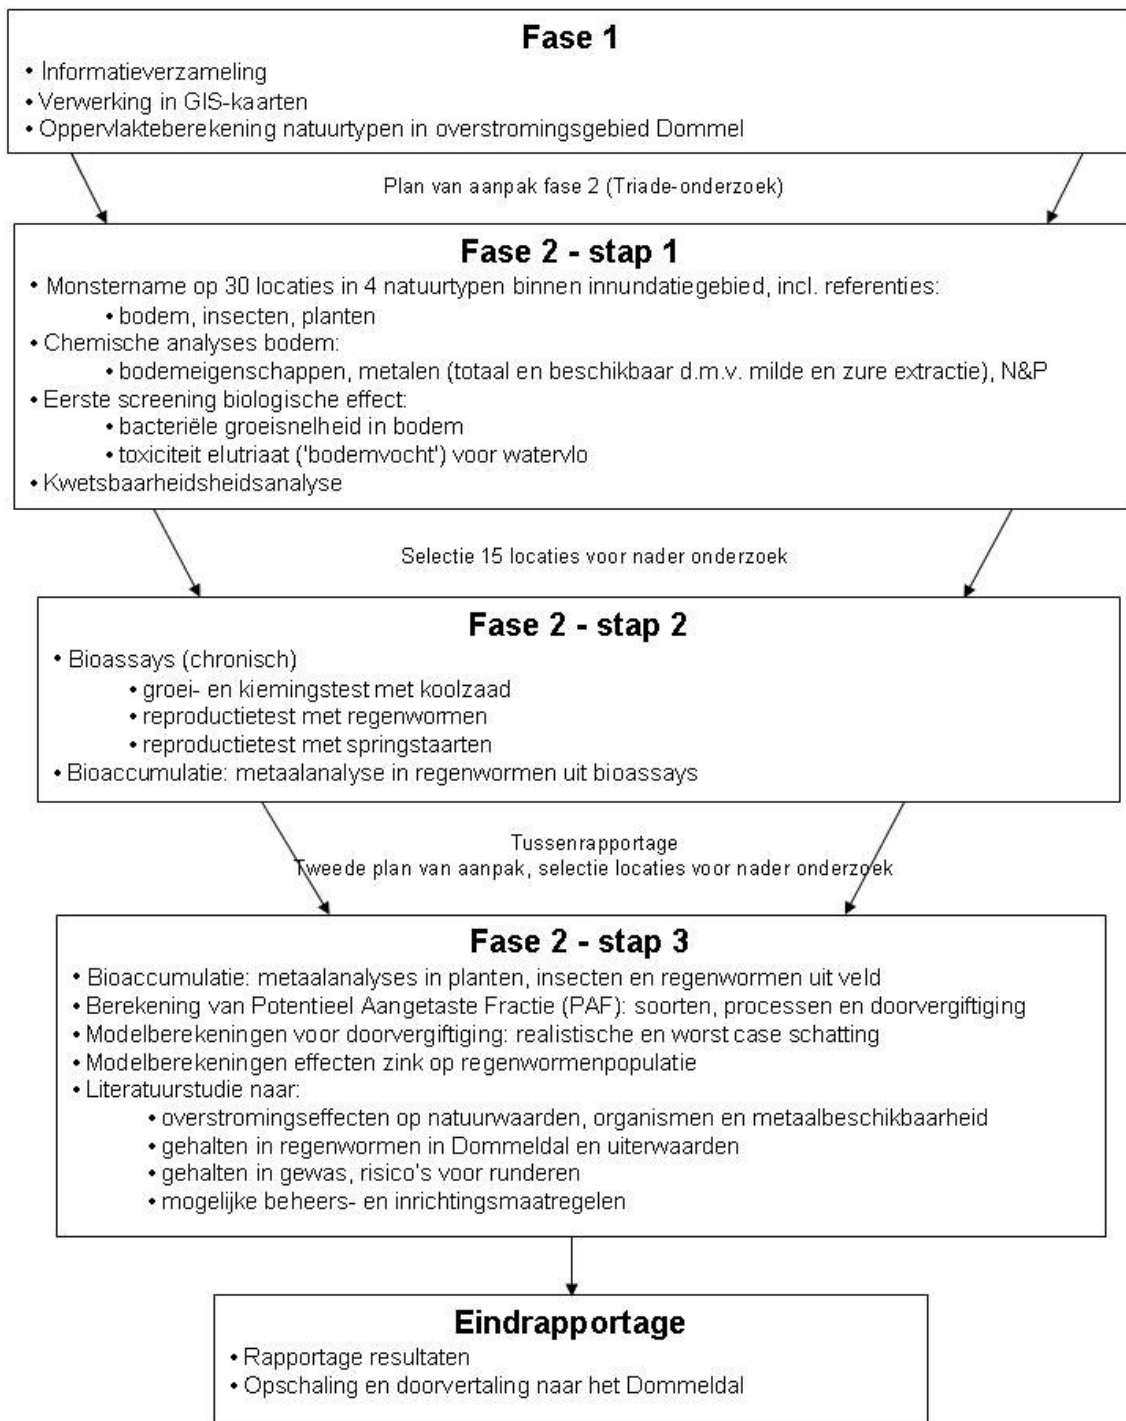 Fase 1
• Informatieverzameling
• Verwerking in GIS-kaarten
• Oppervlakteberekening natuurtypen in overstromingsgebied Dommel
Plan van aanpak fase 2 (Triade-onderzoek)
Fase 2 - stap 1
• Monstername op 30 locaties in 4 natuurtypen binnen innundatiegebied, incl. referenties:
• bodem, insecten, planten
• Chemische analyses bodem:
• bodemeigenschappen, metalen (totaal en beschikbaar d.m.v. milde en zure extractie), N&P
• Eerste screening biologische effect:
• bacteriële groeisnelheid in bodem
• toxiciteit elutriaat ('bodemvocht') voor watervlo
• Kwetsbaarheidsheidsanalyse
Selectie 15 locaties voor nader onderzoek
Fase 2 - stap 2
• Bioassays (chronisch)
• groei- en kiemingstest met koolzaad
• reproductietest met regenwormen
• reproductietest met springstaarten
• Bioaccumulatie: metaalanalyse in regenwormen uit bioassays
Tussenrapportage
Tweede plan van aanpak, selectie locaties voor nader onderzoek
Fase 2 - stap 3
• Bioaccumulatie: metaalanalyses in planten, insecten en regenwormen uit veld
• Berekening van Potentieel Aangetaste Fractie (PAF): soorten, processen en doorvergiftiging
• Modelberekeningen voor doorvergiftiging: realistische en worst case schatting
• Modelberekeningen effecten zink op regenwormenpopulatie
• Literatuurstudie naar:
• overstromingseffecten op natuurwaarden, organismen en metaalbeschikbaarheid
• gehalten in regenwormen in Dommeldal en uiterwaarden
• gehalten in gewas, risico's voor runderen
• mogelijke beheers- en inrichtingsmaatregelen
Eindrapportage
• Rapportage resultaten
• Opschaling en doorvertaling naar het Dommeldal